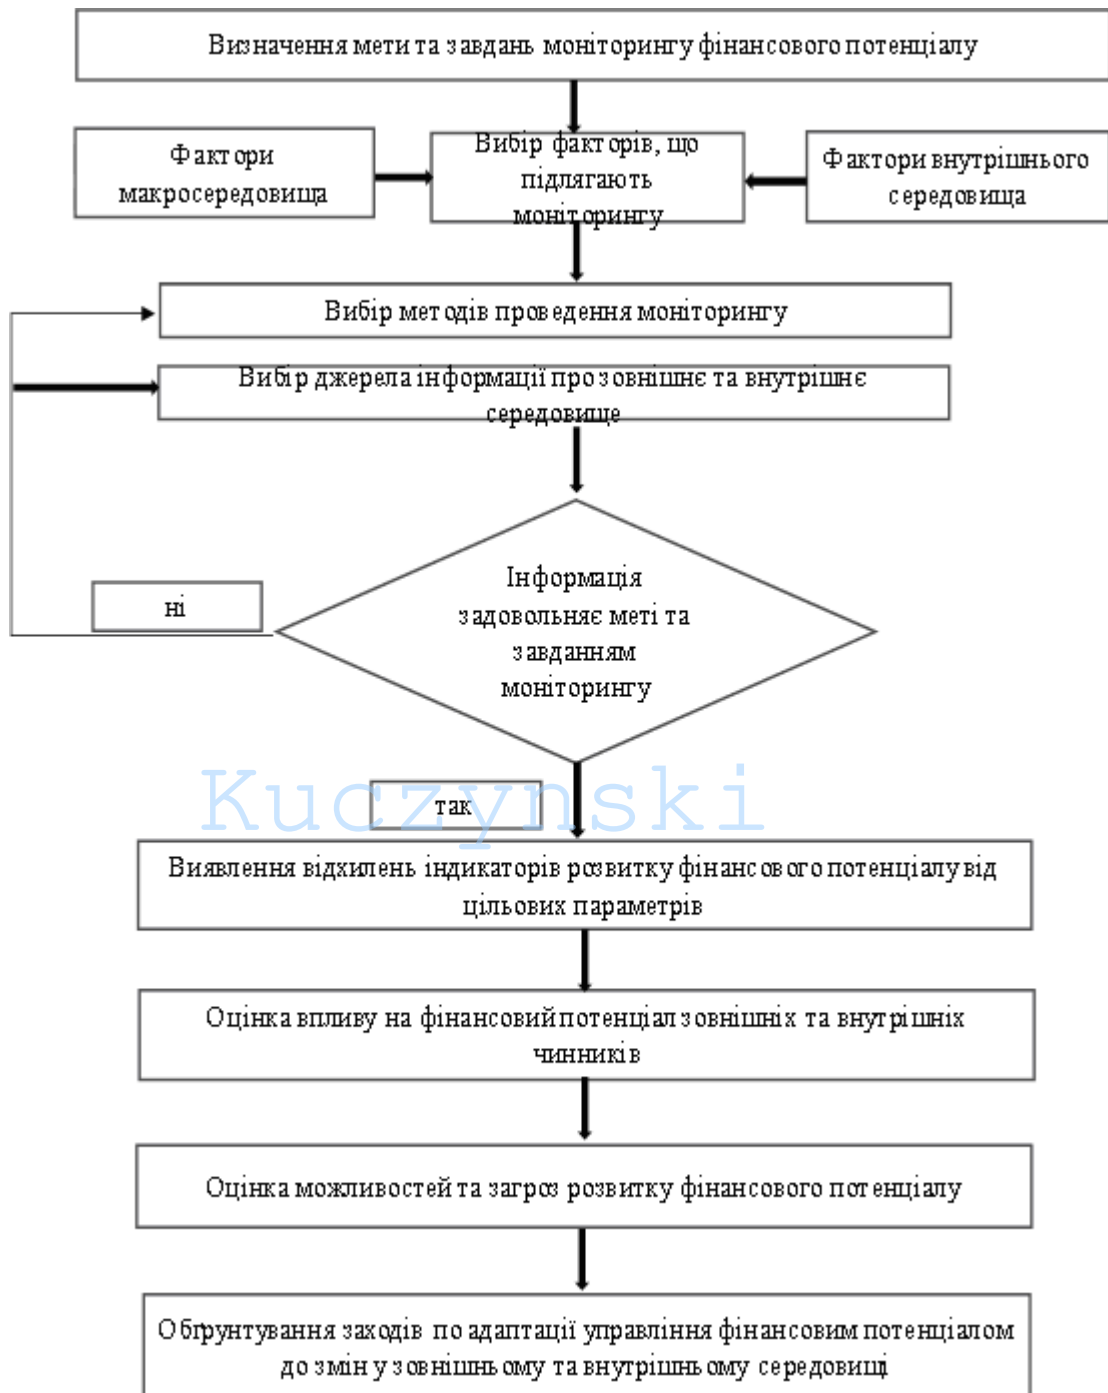 Визначення мети та завдань моніторингу фінансового потенціалу
Фактори
макросередовища
Вибір факторів, що
підлягають
моніторингу
Фактори внутрішнього
середовища
Вибір методів проведення моніторингу
Вибір джерела інформації про зовнішнє та внутрішнє
середовище
Інформація
задовольняє меті та
завданням
моніторингу
ні
так
Kuczynski
Виявлення відхилень індикаторів розвитку фінансового потенціалу від
цільових параметрів
Оцінка впливу на фінансовий потенціал зовнішніх та внутрішніх
чинників
Оцінка можливостей та загроз розвитку фінансового потенціалу
Обґрунтування заходів по адаптації управління фінансовим потенціалом
до змін у зовнішньому та внутрішньому середовищі